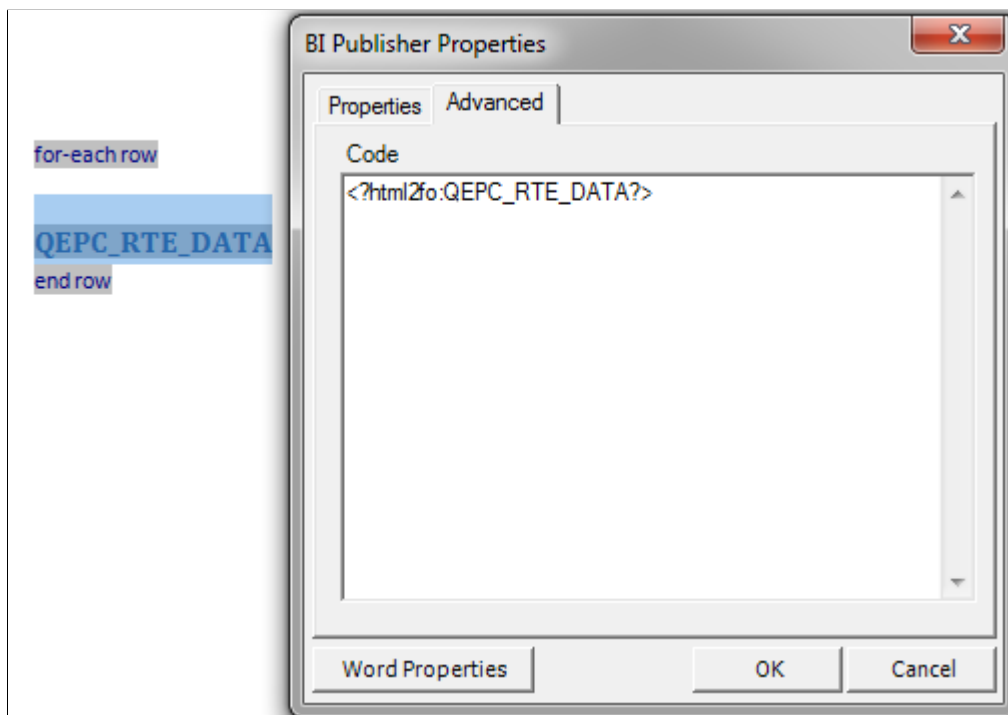 BI Publisher Properties
Properties
Advanced
for-each row
Code
<?html2fo:QEPC_RTE_DATA?>
QEPC_RTE_DATA
end row
Word Properties
OK
Cancel